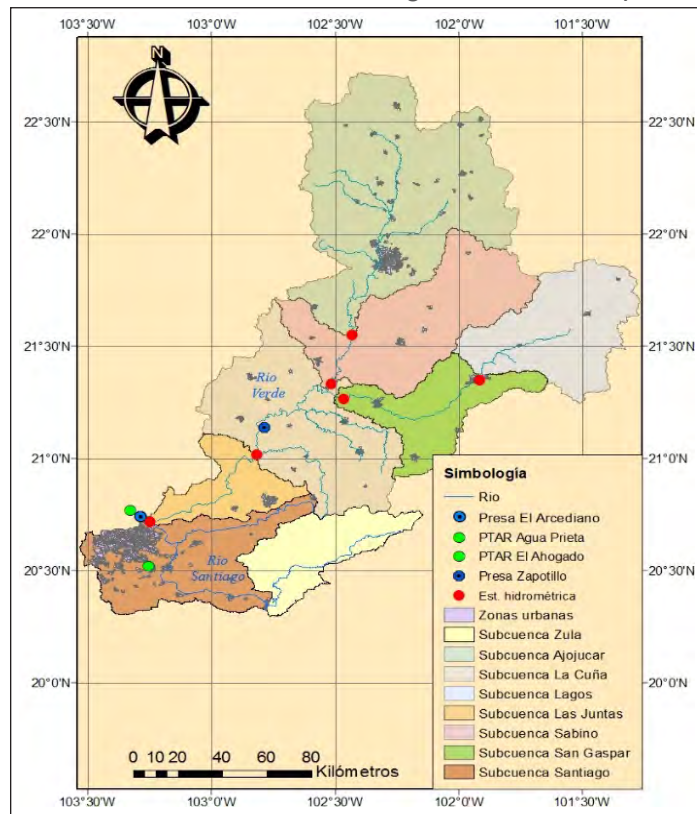 103°30'W 103°0'W 102°30'W 102°0'W 101°30'W
N
22°30'N 22°30'N
22°0'N 22°0'N
21°30'N 21°30'N
Río
Verde
21°0'N 21°0'N
Simbología
Rio
Presa El Arcediano
PTAR Agua Prieta
PTAR El Ahogado
Presa Zapotillo
Est. hidrométrica
Zonas urbanas
Subcuenca Zula
Subcuenca Ajojucar
Subcuenca La Cuña
Subcuenca Lagos
Subcuenca Las Juntas
Subcuenca Sabino
Subcuenca San Gaspar
Subcuenca Santiago
Río
Santiago
20°30'N 20°30'N
20°0'N 20°0'N
0 10 20 40 60 80
Kilómetros
103°30'W 103°0'W 102°30'W 102°0'W 101°30'W